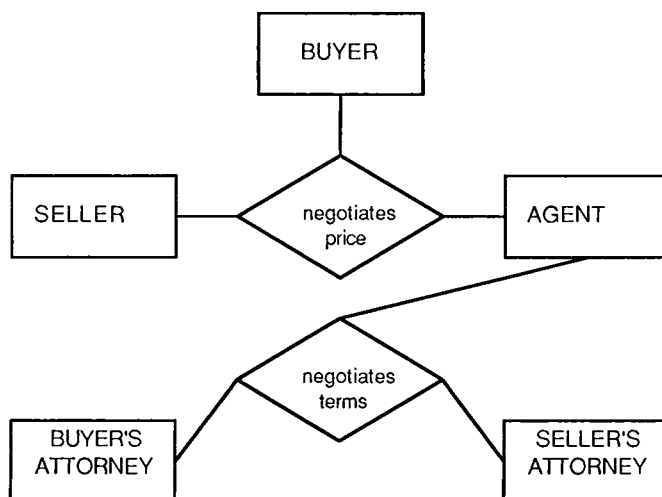 BUYER
SELLER
negotiates
price
AGENT
negotiates
terms
BUYER'S
ATTORNEY
SELLER'S
ATTORNEY